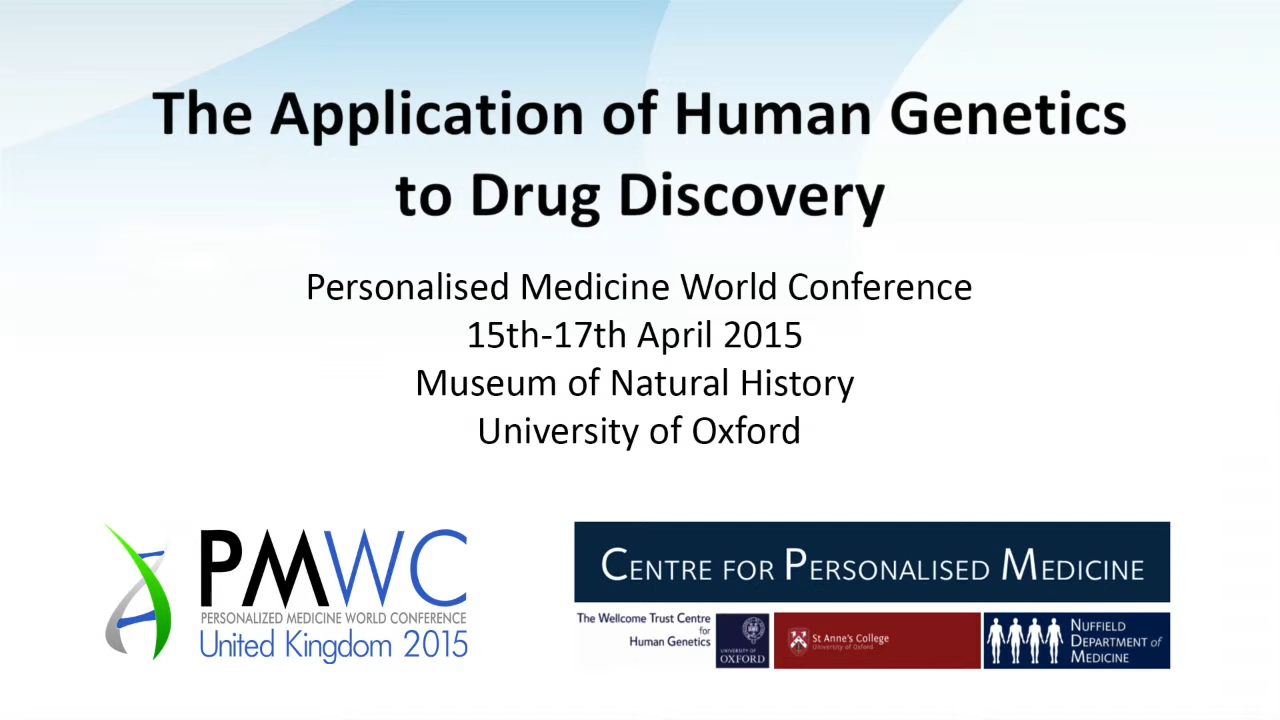 The Application of Human Genetics
to Drug Discovery
Personalised Medicine World Conference
15th-17th April 2015
Museum of Natural History
University of Oxford
PMWC
PERSONALIZED MEDICINE WORLD CONFERENCE
United Kingdom 2015
CENTRE FOR PERSONALISED MEDICINE
The Wellcome Trust Centre
for
Human Genetics
UNIVERSITY OF
OXFORD
St Anne's College
University of Oxford
NUFFIELD
DEPARTMENT of
MEDICINE